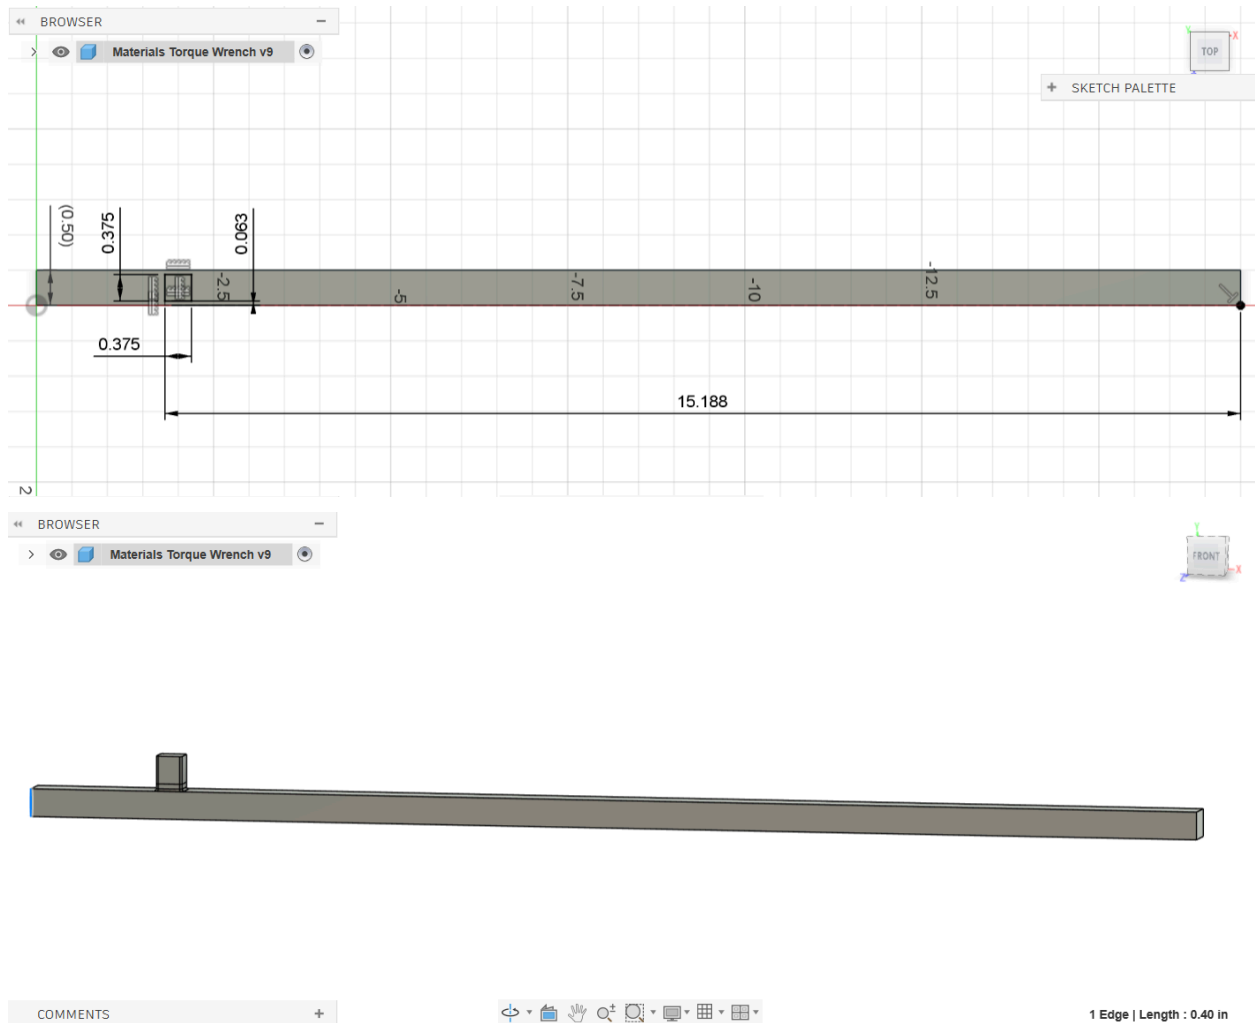 BROWSER
Materials Torque Wrench v9
TOP
X
Y
SKETCH PALETTE
(0.50)
0.375
0.063
-2.5
-5
-7.5
-10
-12.5
0.375
15.188
2
BROWSER
Materials Torque Wrench v9
Y
FRONT
X
Z
COMMENTS
1 Edge | Length : 0.40 in